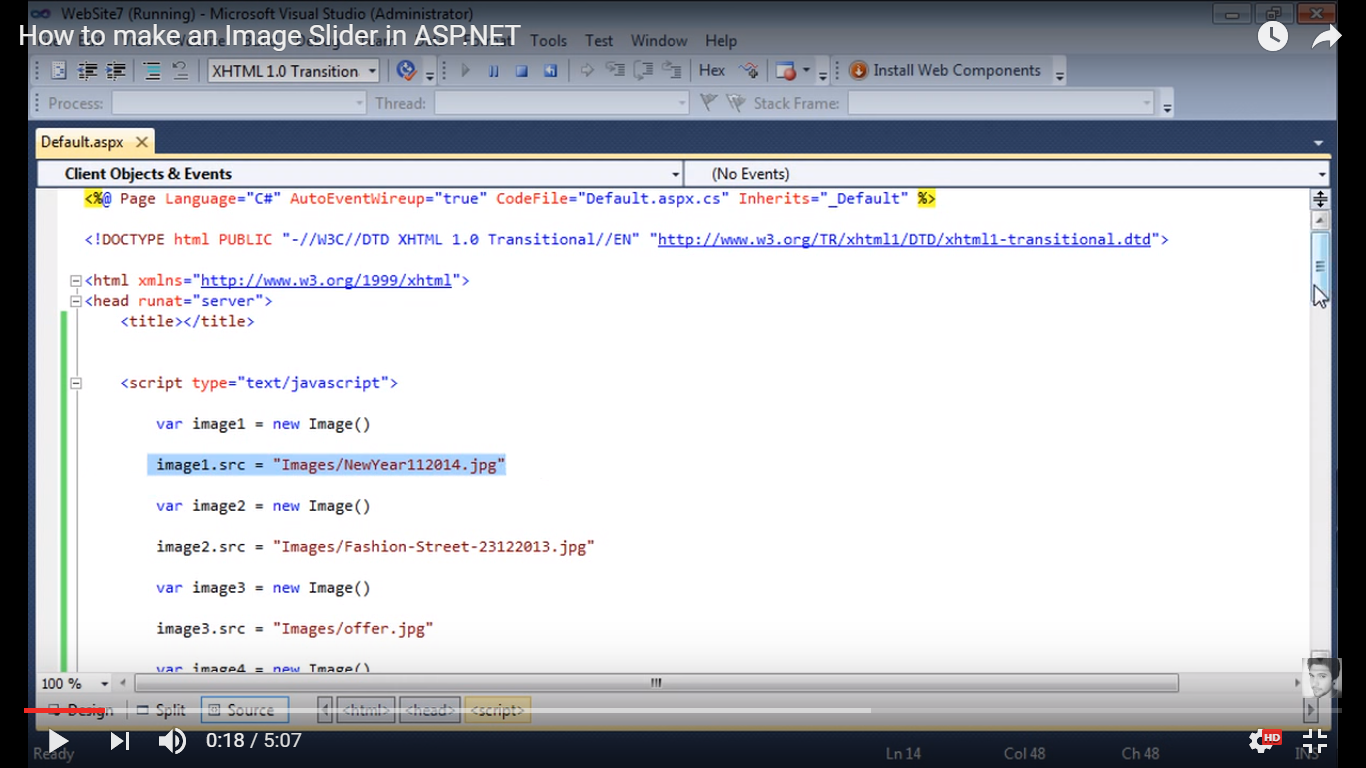 WebSite7 (Running) - Microsoft Visual Studio (Administrator)
How to make an Image Slider in ASP.NET
Tools Test Window Help
XHTML 1.0 Transition Hex Install Web Components
Process: Thread: Stack Frame:
Default.aspx
Client Objects & Events (No Events)
<%@ Page Language="C#" AutoEventWireup="true" CodeFile="Default.aspx.cs" Inherits="_Default" %>
<!DOCTYPE html PUBLIC "-//W3C//DTD XHTML 1.0 Transitional//EN" "http://www.w3.org/TR/xhtml1/DTD/xhtml1-transitional.dtd">
<html xmlns="http://www.w3.org/1999/xhtml">
<head runat="server">
<title></title>
<script type="text/javascript">
var image1 = new Image()
image1.src = "Images/NewYear112014.jpg"
var image2 = new Image()
image2.src = "Images/Fashion-Street-23122013.jpg"
var image3 = new Image()
image3.src = "Images/offer.jpg"
var image4 = new Image()
100 %
Design Split Source <html> <head> <script>
0:18 / 5:07 HD
Ready Ln 14 Col 48 Ch 48 INS